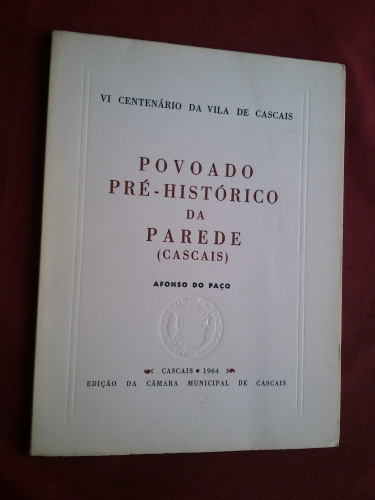 VI CENTENÁRIO DA VILA DE CASCAIS
POVOADO
PRÉ-HISTÓRICO
DA
PAREDE
(CASCAIS)
AFONSO DO PAÇO
CASCAIS • 1964
EDIÇÃO DA CÂMARA MUNICIPAL DE CASCAIS